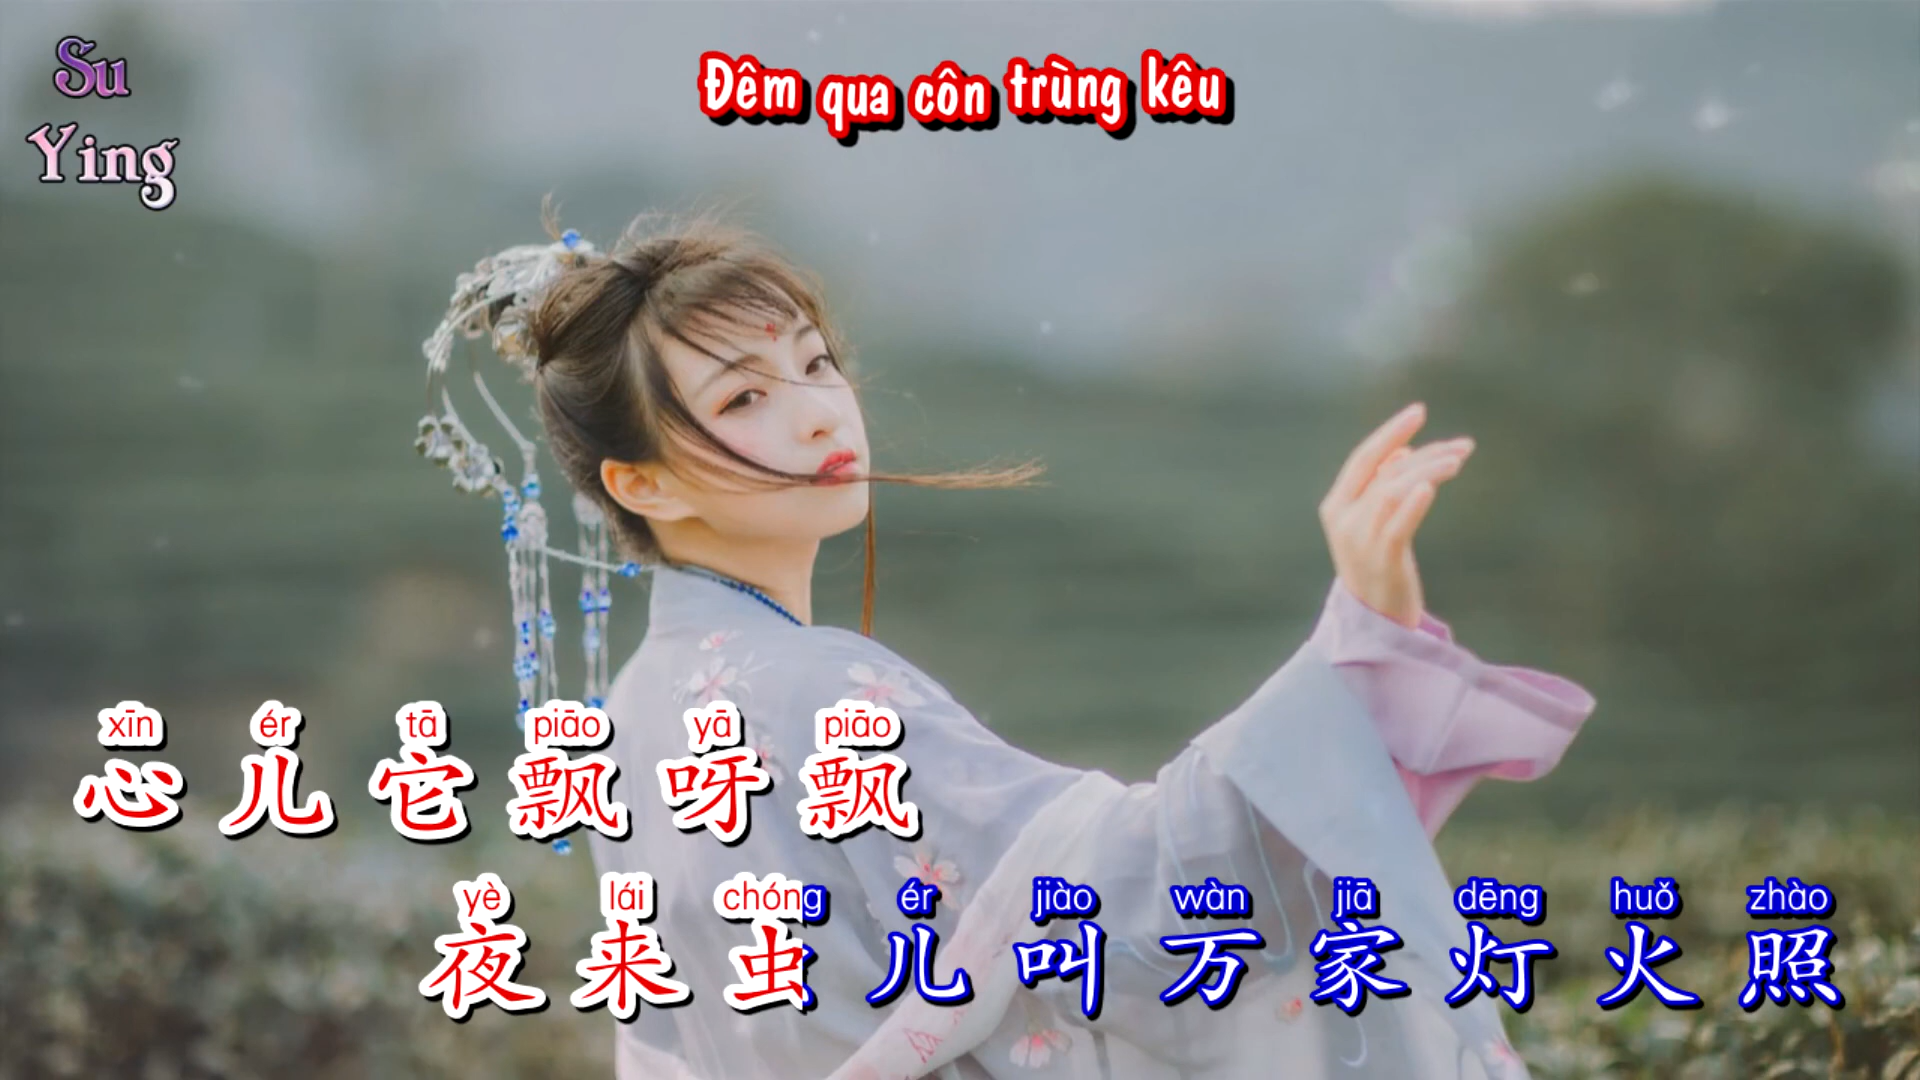 Su
Ying
Đêm qua côn trùng kêu
xīn ér tā piāo yā piāo
心儿它飘呀飘
yè lái chóng ér jiào wàn jiā dēng huǒ zhào
夜来虫儿叫万家灯火照